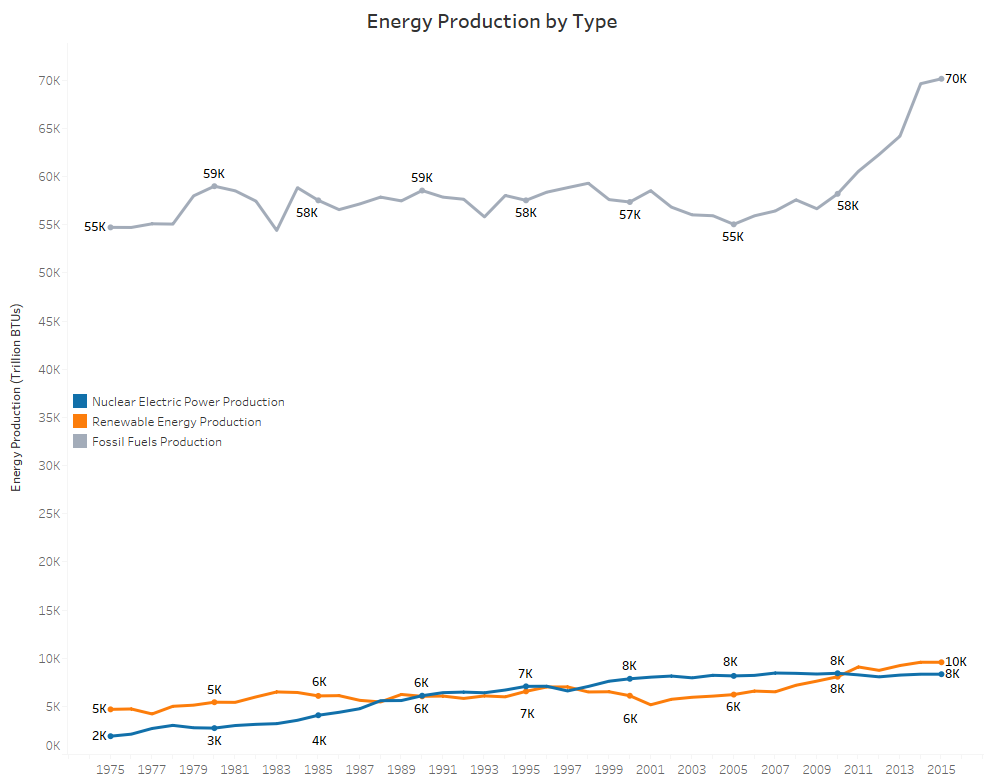 Energy Production by Type
70K
65K
60K
55K
50K
45K
40K
35K
30K
25K
20K
15K
10K
5K
0K
Energy Production (Trillion BTUs)
55K
59K
58K
59K
58K
57K
55K
58K
70K
Nuclear Electric Power Production
Renewable Energy Production
Fossil Fuels Production
5K
5K
6K
6K
7K
8K
8K
8K
10K
2K
3K
4K
6K
7K
6K
6K
8K
8K
1975 1977 1979 1981 1983 1985 1987 1989 1991 1993 1995 1997 1999 2001 2003 2005 2007 2009 2011 2013 2015